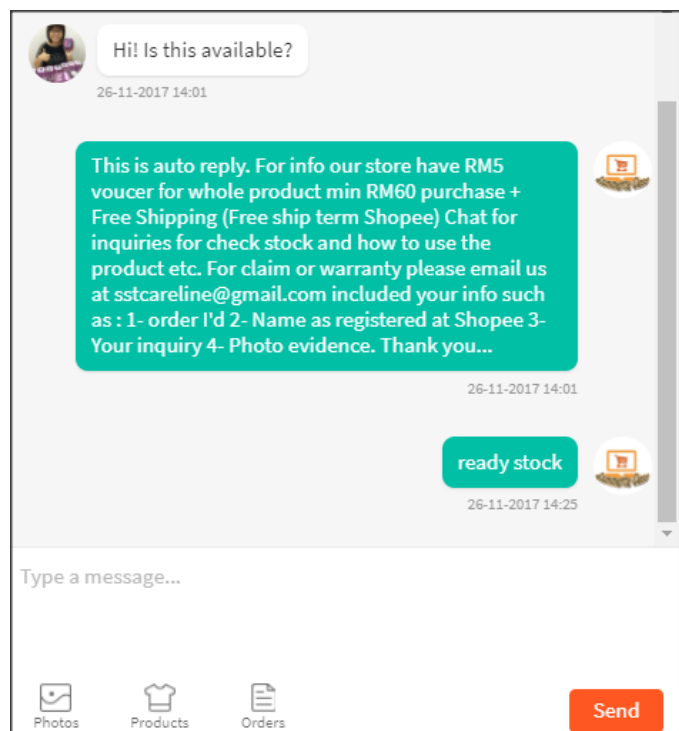 Hi! Is this available?
26-11-2017 14:01
This is auto reply. For info our store have RM5
voucer for whole product min RM60 purchase +
Free Shipping (Free ship term Shopee) Chat for
inquiries for check stock and how to use the
product etc. For claim or warranty please email us
at sstcareline@gmail.com included your info such
as : 1- order I'd 2- Name as registered at Shopee 3-
Your inquiry 4- Photo evidence. Thank you...
26-11-2017 14:01
ready stock
26-11-2017 14:25
Type a message...
Photos
Products
Orders
Send